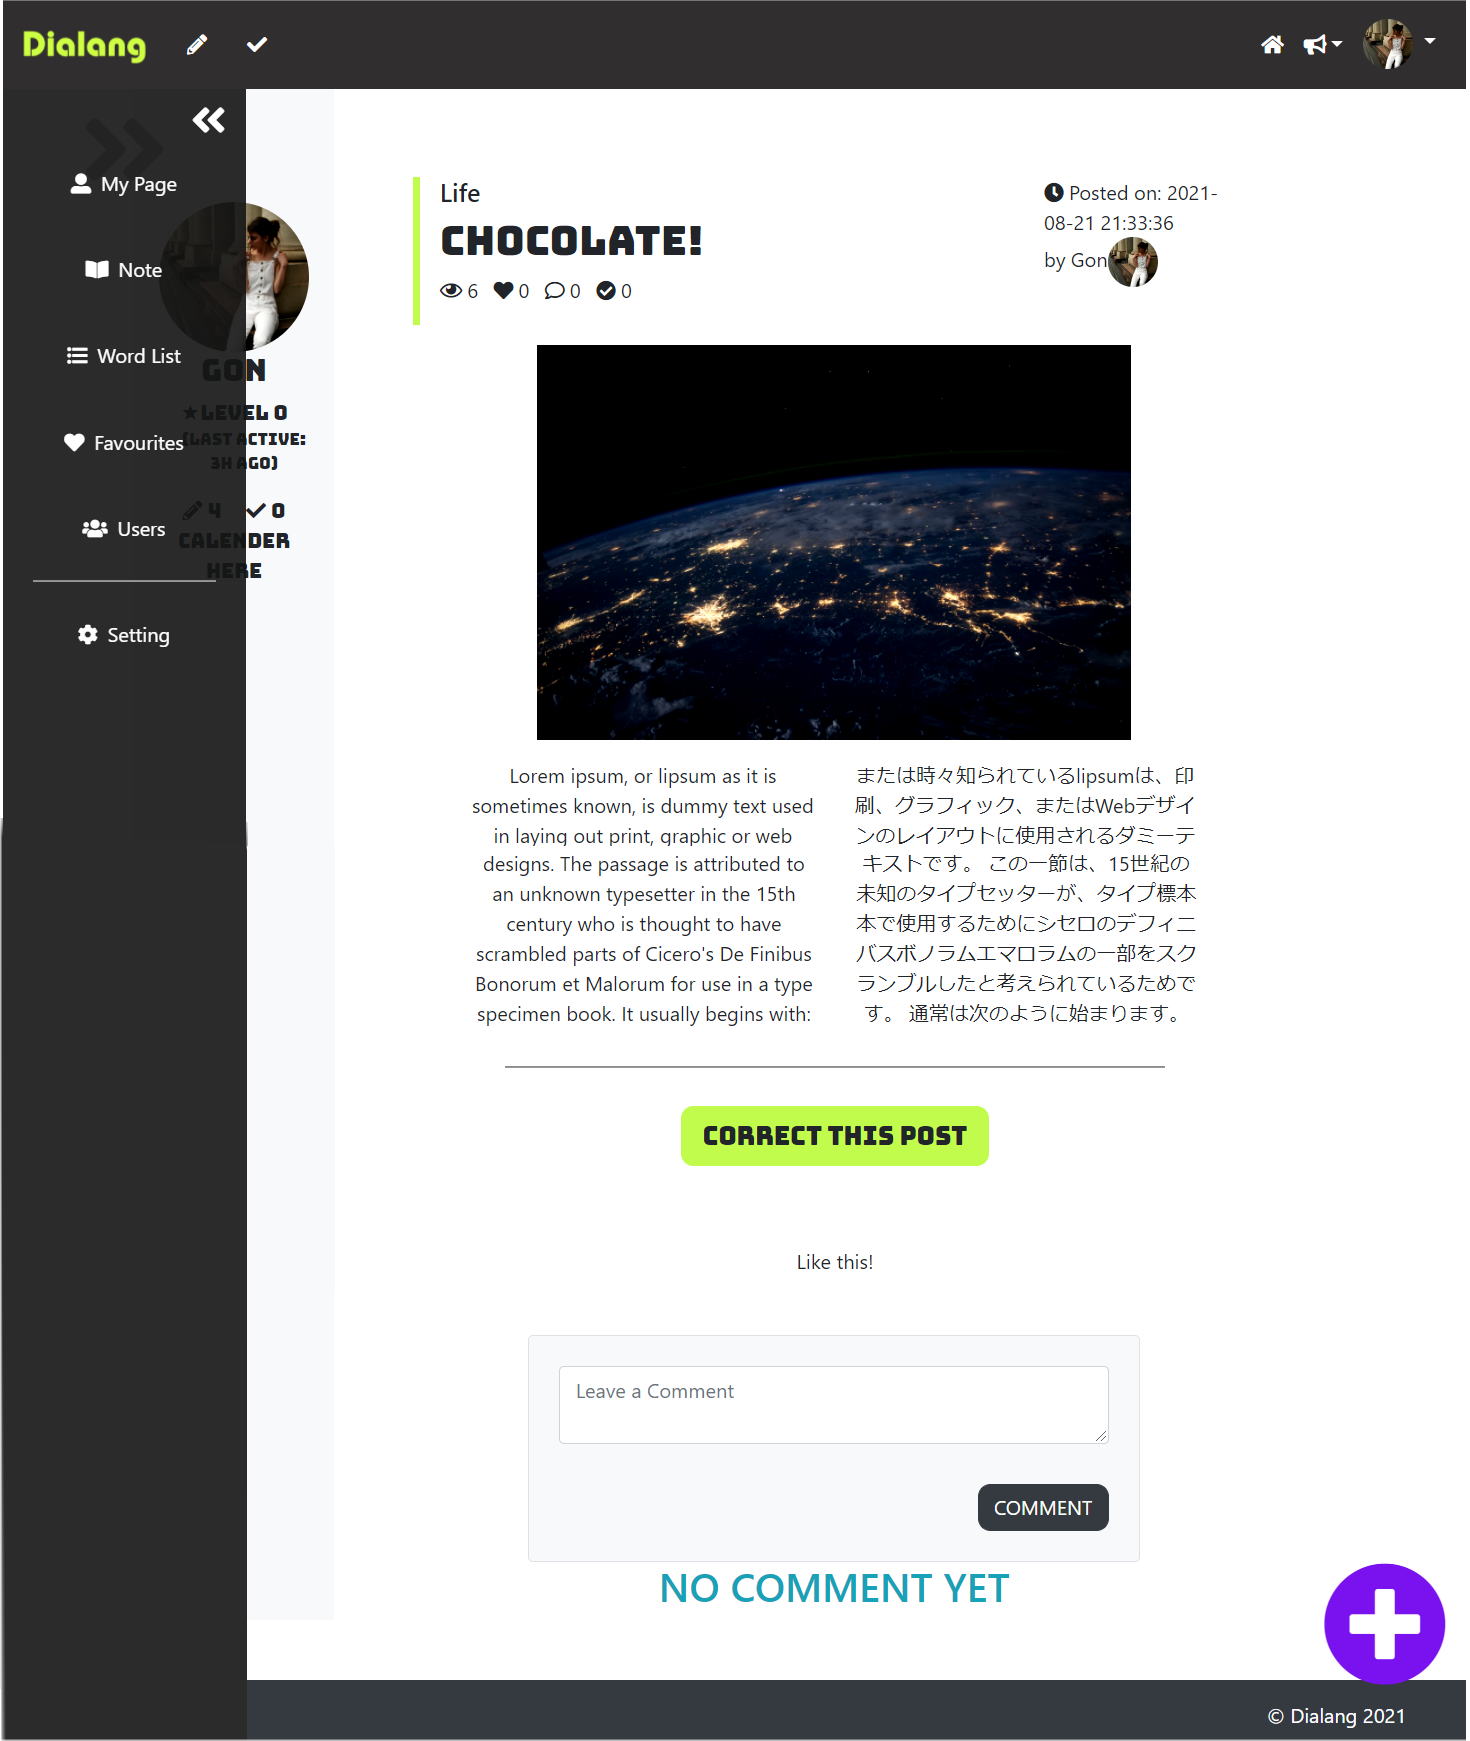 Dialang
My Page
Note
Word List
Favourites
Users
Setting
GON
LEVEL 0
(LAST ACTIVE:
3H AGO)
4 0
CALENDER
HERE
Life
CHOCOLATE!
6 0 0 0
Posted on: 2021-
08-21 21:33:36
by Gon
Lorem ipsum, or lipsum as it is
sometimes known, is dummy text used
in laying out print, graphic or web
designs. The passage is attributed to
an unknown typesetter in the 15th
century who is thought to have
scrambled parts of Cicero's De Finibus
Bonorum et Malorum for use in a type
specimen book. It usually begins with:
または時々知られているlipsumは、印
刷、グラフィック、またはWebデザイ
ンのレイアウトに使用されるダミーテ
キストです。 この一節は、15世紀の
未知のタイプセッターが、タイプ標本
本で使用するためにシセロのデフィニ
バスボノラムエマロラムの一部をスク
ランブルしたと考えられているためで
す。 通常は次のように始まります。
CORRECT THIS POST
Like this!
Leave a Comment
COMMENT
NO COMMENT YET
© Dialang 2021